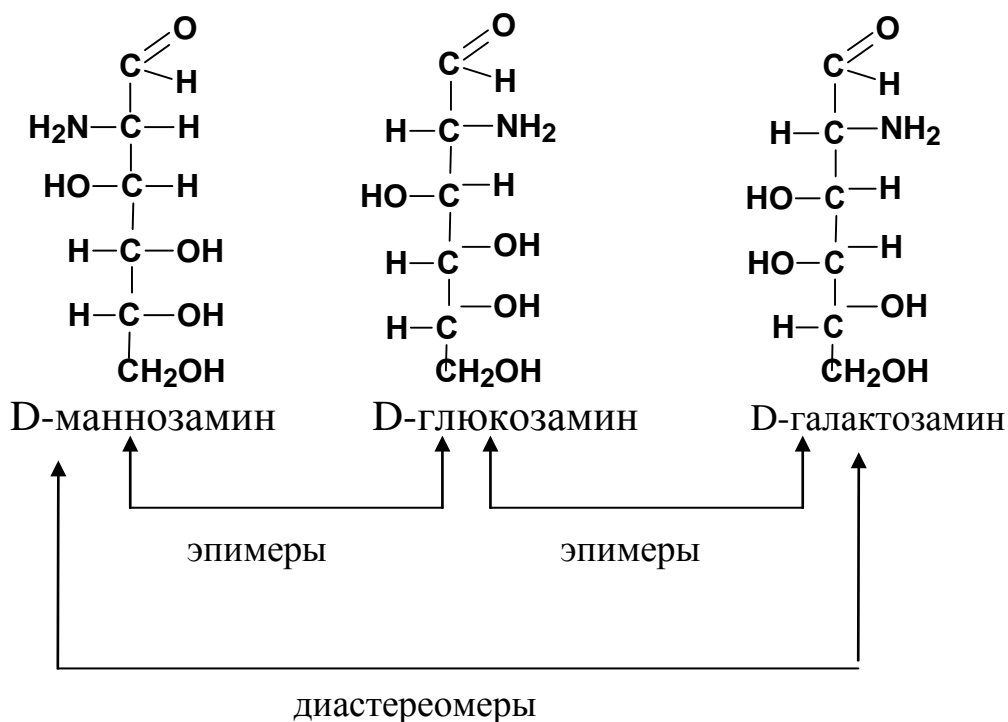 O O O
C H C H C H
H₂N–C–H H–C–NH₂ H–C–NH₂
HO–C–H HO–C–H HO–C–H
H–C–OH H–C–OH HO–C–H
H–C–OH H–C–OH H–C–OH
CH₂OH CH₂OH CH₂OH
D-маннозамин D-глюкозамин D-галактозамин
эпимеры эпимеры
диастереомеры